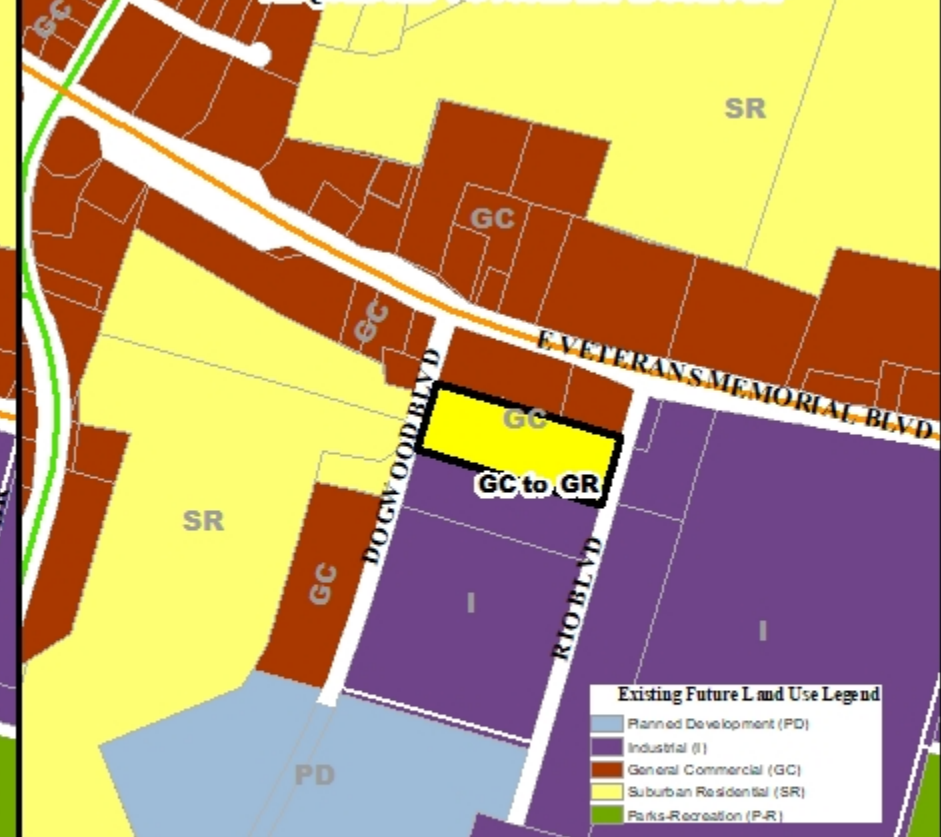 GC
SR
GC
GC
E VETERANS MEMORIAL BLVD
DOGWOOD BLVD
GC
GC to GR
SR
GC
I
RIO BLVD
I
PD
Existing Future Land Use Legend
Planned Development (PD)
Industrial (I)
General Commercial (GC)
Suburban Residential (SR)
Parks-Recreation (P-R)